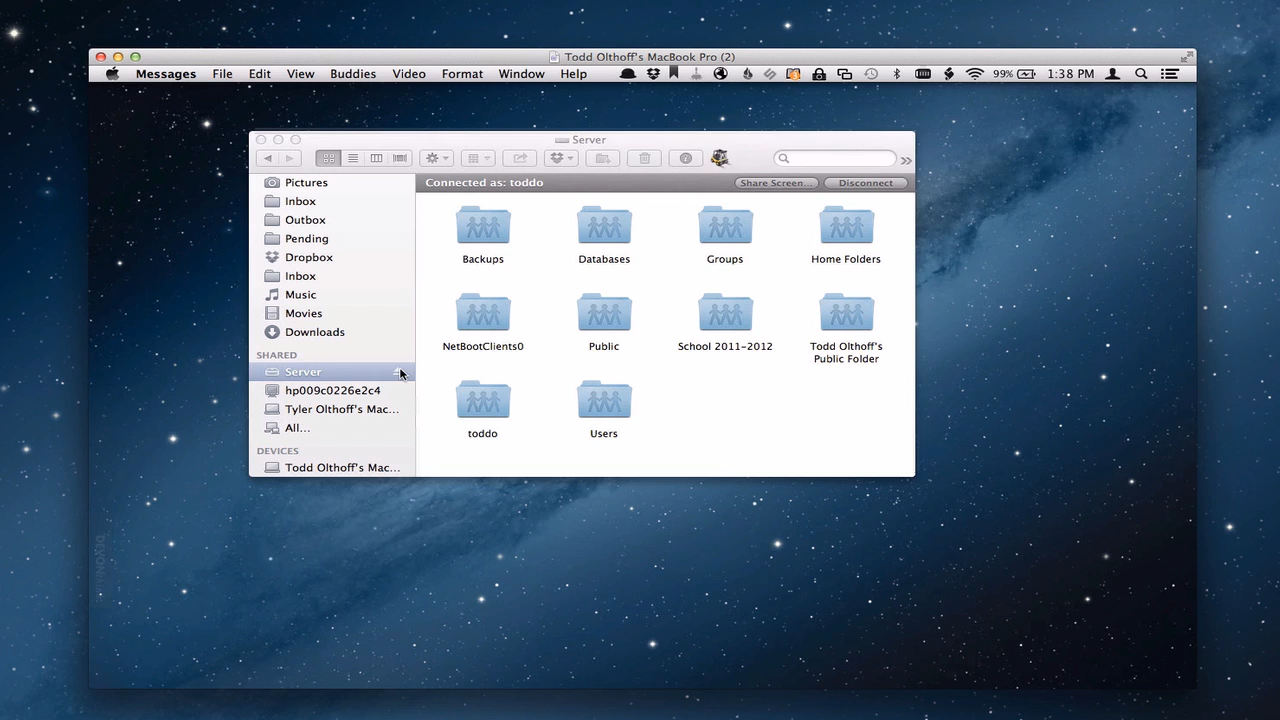 Todd Olthoff's MacBook Pro (2)
Messages File Edit View Buddies Video Format Window Help 99% 1:38 PM
Server
Connected as: toddo Share Screen... Disconnect
Pictures
Inbox
Outbox
Pending
Dropbox
Inbox
Music
Movies
Downloads
SHARED
Server
hp009c0226e2c4
Tyler Olthoff's Mac...
All...
DEVICES
Todd Olthoff's Mac...
Backups Databases Groups Home Folders
NetBootClients0 Public School 2011-2012 Todd Olthoff's
Public Folder
toddo Users